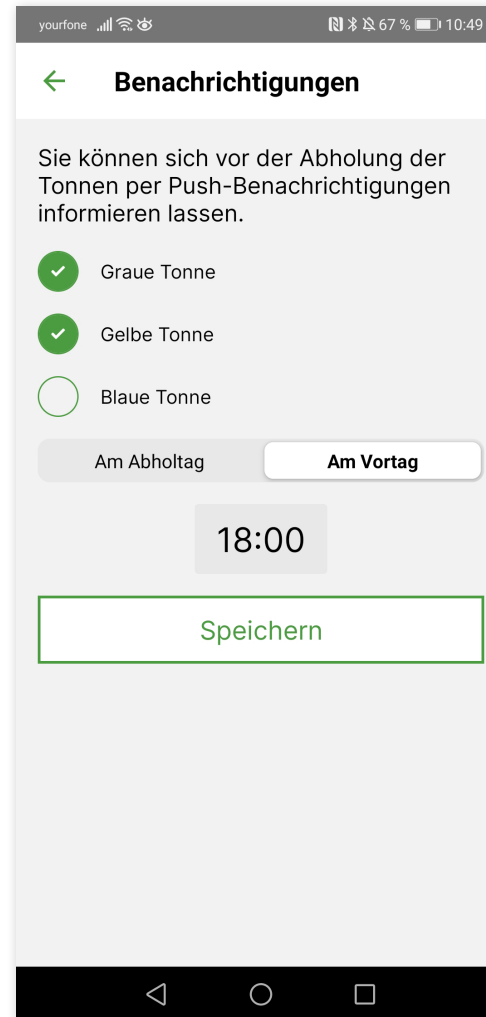 yourfone 67 % 10:49
Benachrichtigungen
Sie können sich vor der Abholung der
Tonnen per Push-Benachrichtigungen
informieren lassen.
Graue Tonne
Gelbe Tonne
Blaue Tonne
Am Abholtag Am Vortag
18:00
Speichern